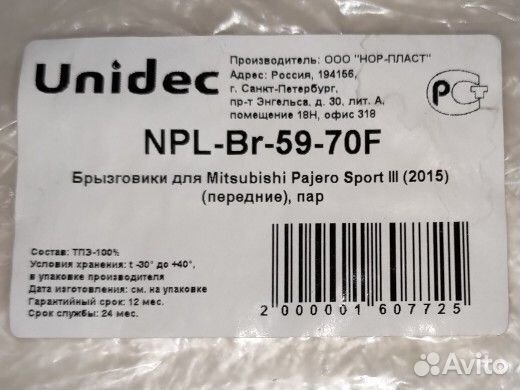 Unidec
Производитель: ООО "НОР-ПЛАСТ"
Адрес: Россия, 194156,
г. Санкт-Петербург,
пр-т Энгельса, д. 30, лит. А,
помещение 18Н, офис 318
РСТ
NPL-Br-59-70F
Брызговики для Mitsubishi Pajero Sport III (2015)
(передние), пар
Состав: ТПЭ-100%
Условия хранения: t -30° до +40°,
в упаковке производителя
Дата изготовления: см. на упаковке
Гарантийный срок: 12 мес.
Срок службы: 24 мес.
2 000001 607725
Avito